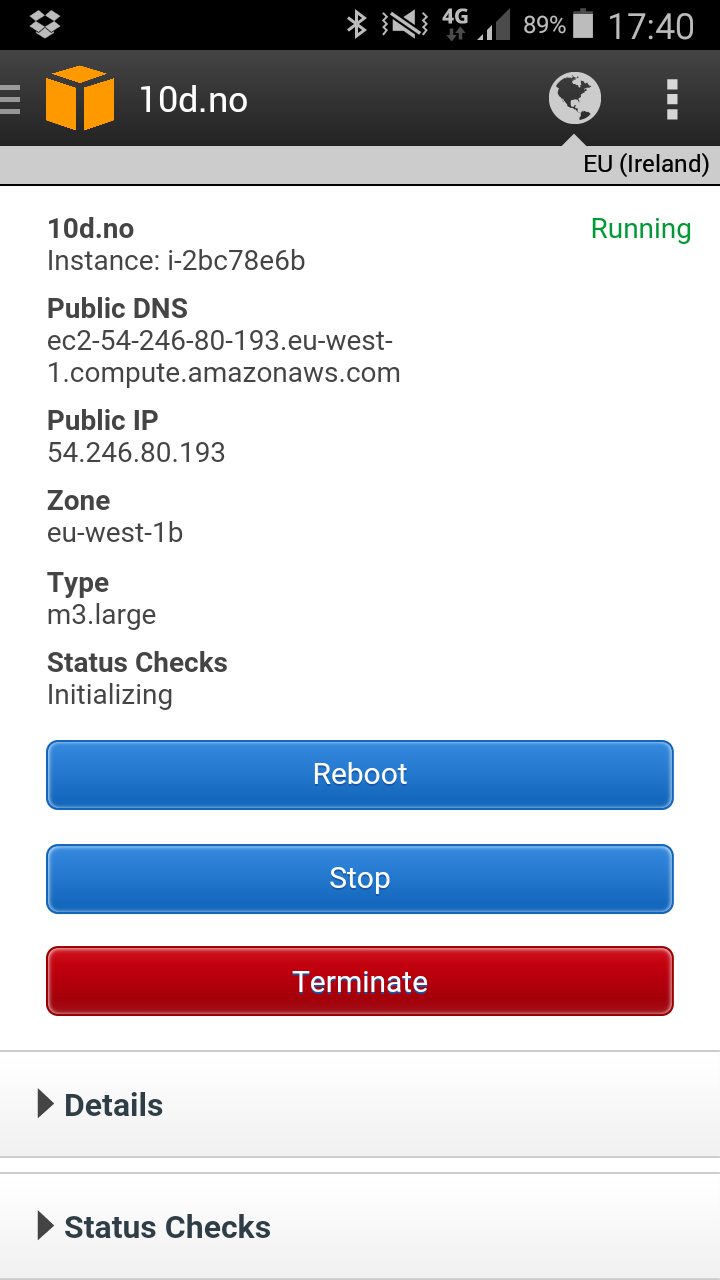 4G 89% 17:40
10d.no
EU (Ireland)
10d.no Running
Instance: i-2bc78e6b
Public DNS
ec2-54-246-80-193.eu-west-
1.compute.amazonaws.com
Public IP
54.246.80.193
Zone
eu-west-1b
Type
m3.large
Status Checks
Initializing
Reboot
Stop
Terminate
Details
Status Checks